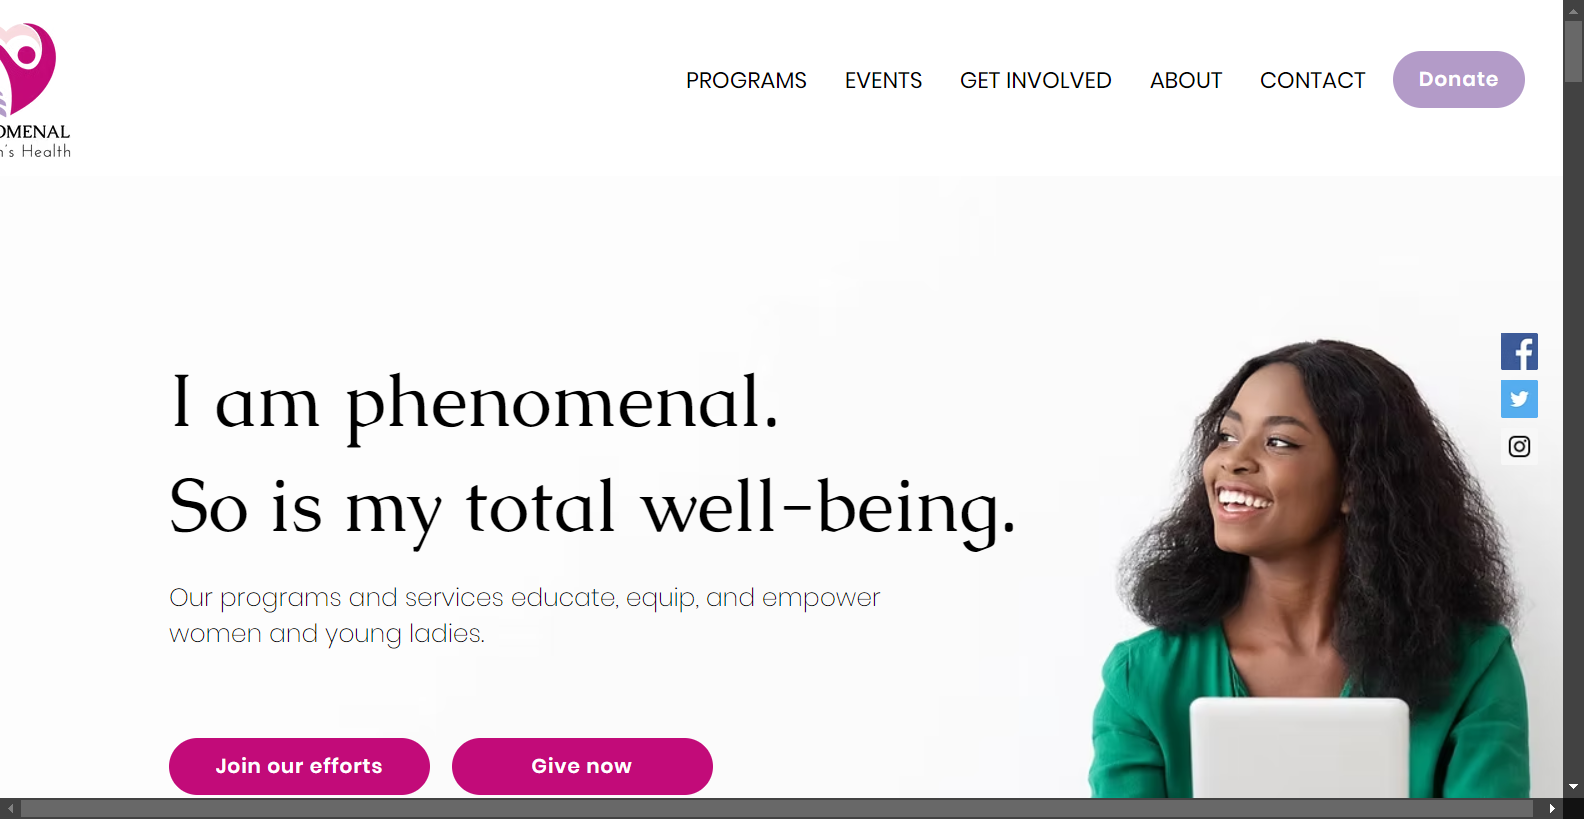 OMENAL
's Health
PROGRAMS
EVENTS
GET INVOLVED
ABOUT
CONTACT
Donate
I am phenomenal.
So is my total well-being.
Our programs and services educate, equip, and empower
women and young ladies.
Join our efforts
Give now